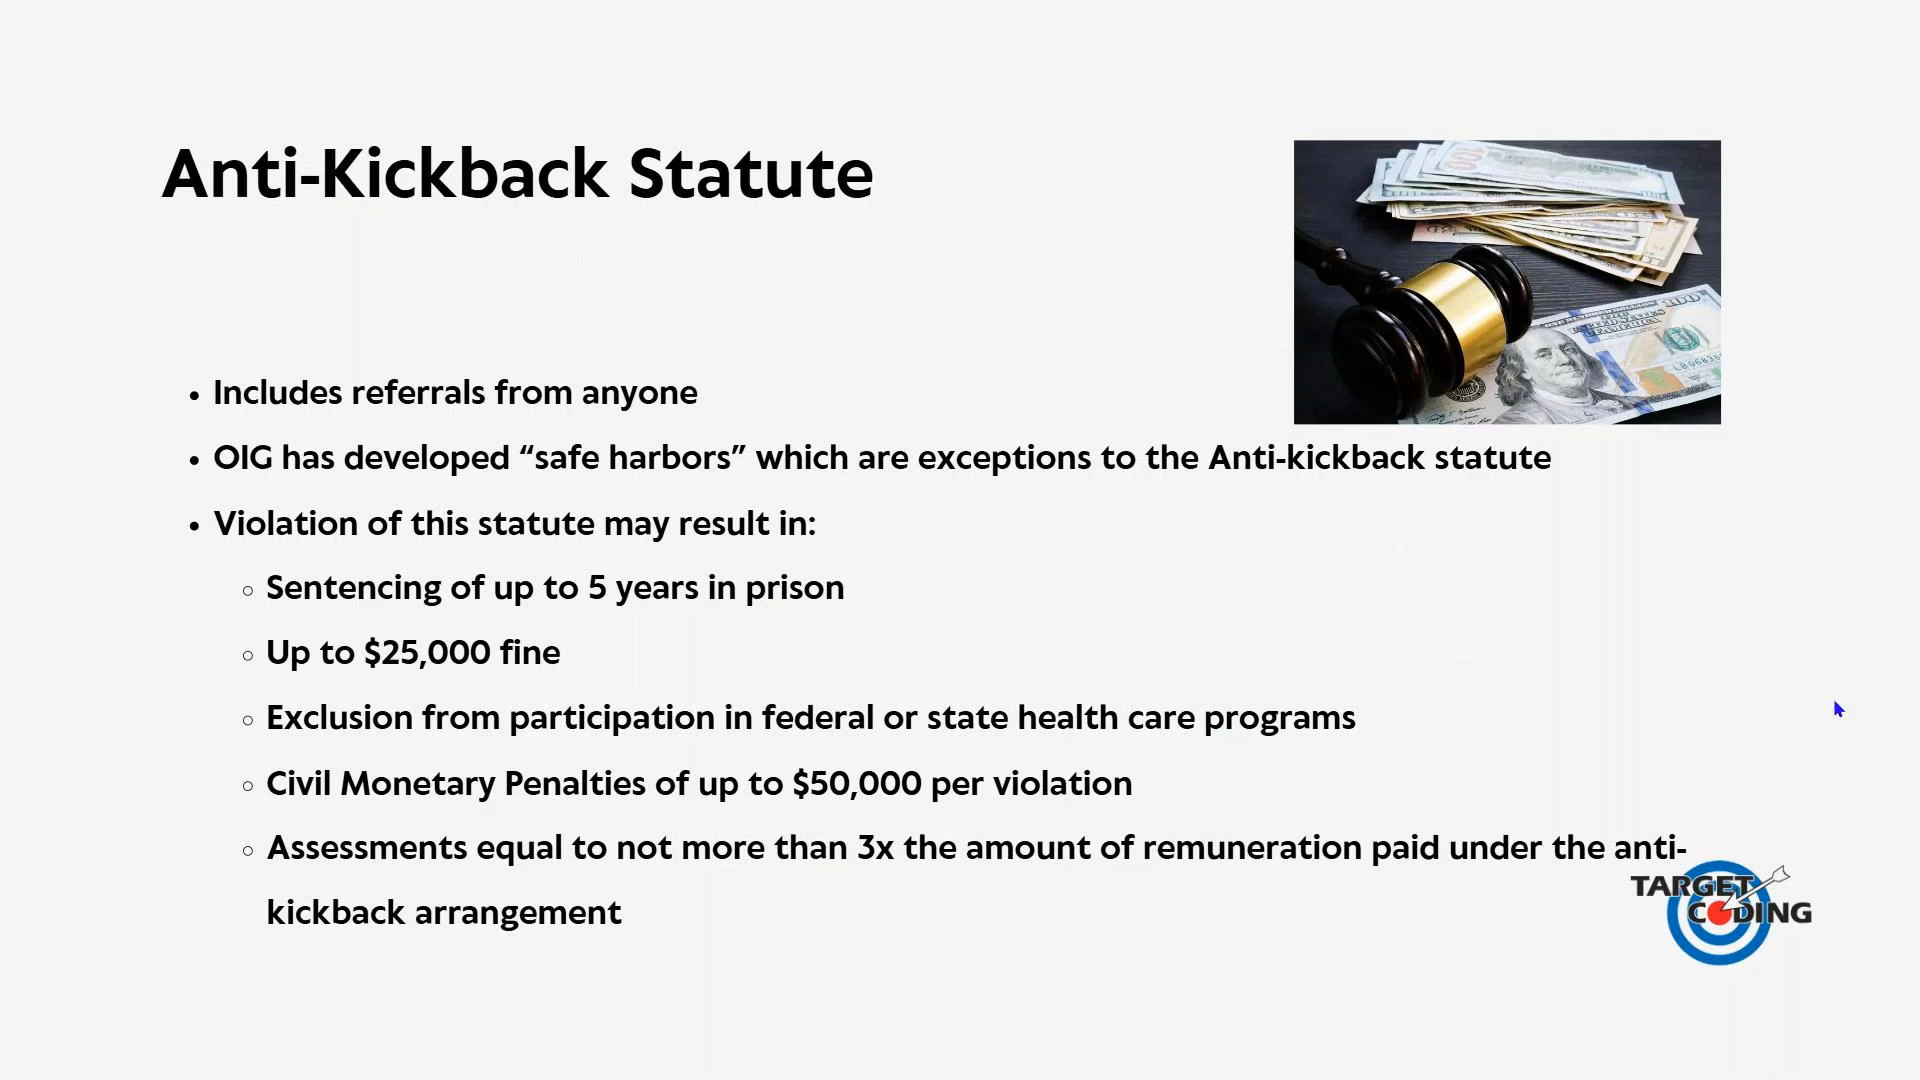 Anti-Kickback Statute
100
100
• Includes referrals from anyone
• OIG has developed “safe harbors” which are exceptions to the Anti-kickback statute
• Violation of this statute may result in:
◦ Sentencing of up to 5 years in prison
◦ Up to $25,000 fine
◦ Exclusion from participation in federal or state health care programs
◦ Civil Monetary Penalties of up to $50,000 per violation
◦ Assessments equal to not more than 3x the amount of remuneration paid under the anti-
kickback arrangement
TARGET
CODING